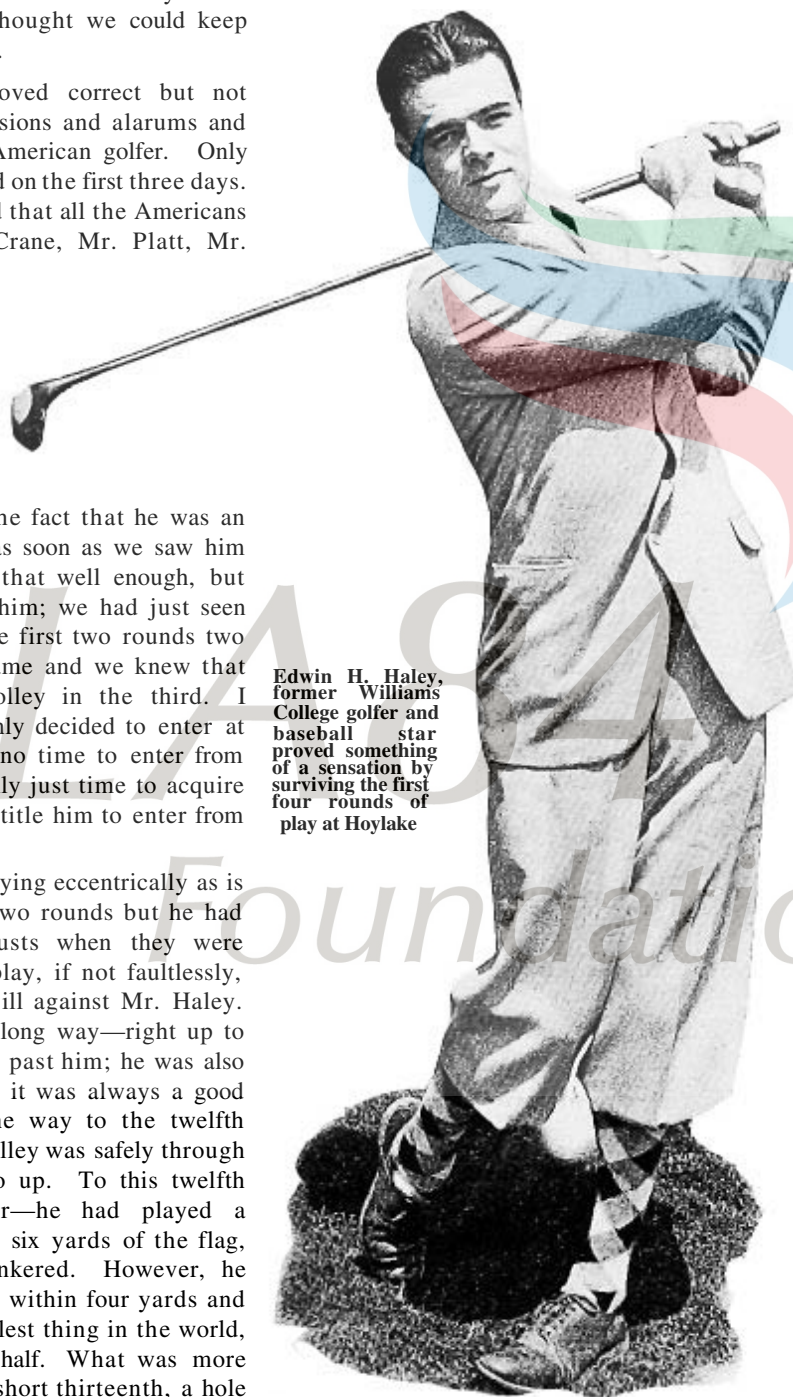 thought we could keep
oved correct but not
sions and alarums and
American golfer. Only
d on the first three days.
d that all the Americans
Crane, Mr. Platt, Mr.
he fact that he was an
as soon as we saw him
that well enough, but
him; we had just seen
e first two rounds two
ame and we knew that
olley in the third. I
nly decided to enter at
no time to enter from
ly just time to acquire
title him to enter from
ying eccentrically as is
two rounds but he had
usts when they were
play, if not faultlessly,
ill against Mr. Haley.
long way—right up to
past him; he was also
it was always a good
he way to the twelfth
lley was safely through
o up. To this twelfth
r—he had played a
six yards of the flag,
nkered. However, he
within four yards and
lest thing in the world,
half. What was more
short thirteenth, a hole
Edwin H. Haley,
former Williams
College golfer and
baseball star
proved something
of a sensation by
surviving the first
four rounds of
play at Hoylake
LA84
Foundatio